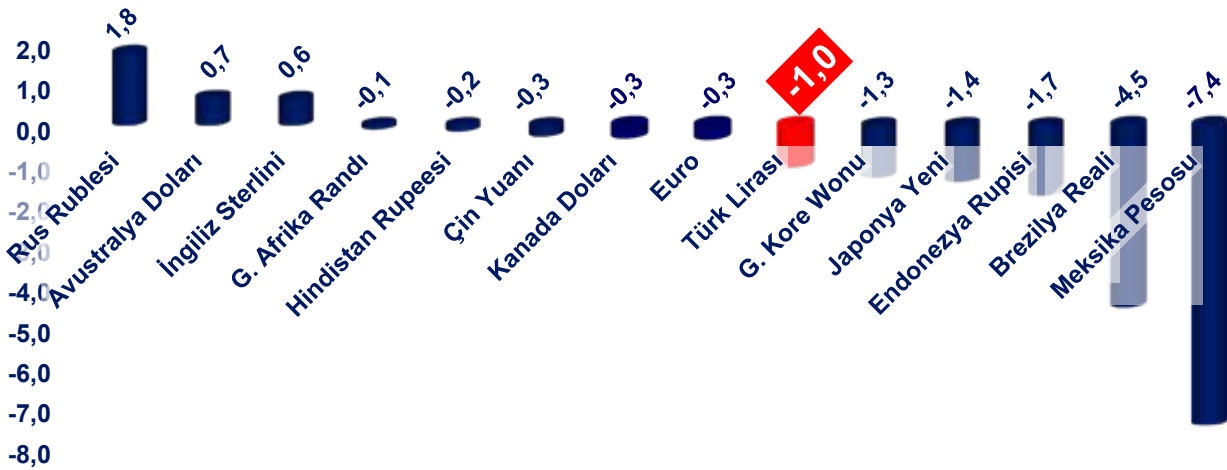 1,8
0,7
0,6
-0,1
-0,2
-0,3
-0,3
-0,3
-1,0
-1,3
-1,4
-1,7
-4,5
-7,4
2,0
1,0
0,0
-1,0
-2,0
-3,0
-4,0
-5,0
-6,0
-7,0
-8,0
Rus Rublesi
Avustralya Doları
İngiliz Sterlini
G. Afrika Randı
Hindistan Rupeesi
Çin Yuanı
Kanada Doları
Euro
Türk Lirası
G. Kore Wonu
Japonya Yeni
Endonezya Rupisi
Brezilya Reali
Meksika Pesosu